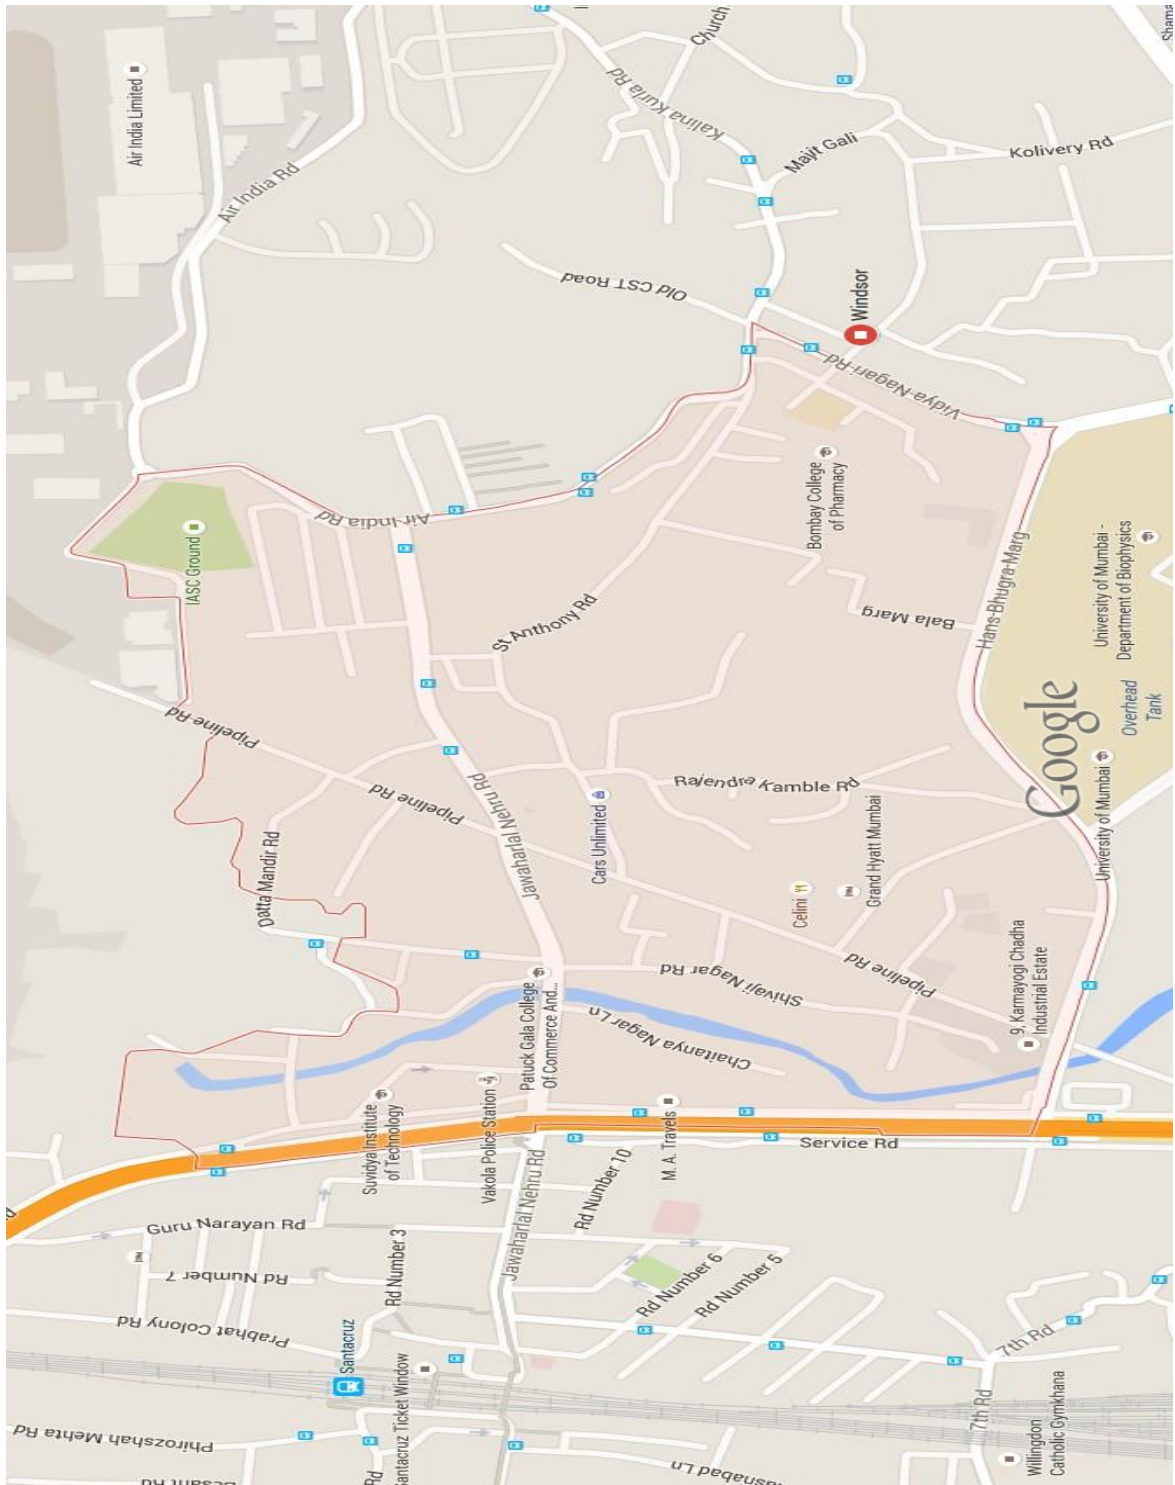 Air India Limited
Air India Rd
Kalina Kurla Rd
Church
Shama
Majit Gali
Kolivery Rd
Old CST Road
Windsor
Vidya Nagari Rd
Bombay College
of Pharmacy
IASC Ground
Air India Rd
St Anthony Rd
Bala Marg
Hans Bhugra Marg
University of Mumbai -
Department of Biophysics
Overhead
Tank
Google
University of Mumbai
Pipeline Rd
Pipeline Rd
Jawaharlal Nehru Rd
Rajendra Kamble Rd
Cars Unlimited
Datta Mandir Rd
Celini
Grand Hyatt Mumbai
Pipeline Rd
Shivaji Nagar Rd
9, Karmayogi Chadha
Industrial Estate
Patuck Gala College
Of Commerce And...
Chaitanya Nagar Ln
Suvidya Institute
of Technology
Vakola Police Station
M. A. Travels
Service Rd
Jawaharlal Nehru Rd
Guru Narayan Rd
Rd Number 3
Rd Number 10
Rd Number 7
Rd Number 6
Rd Number 5
Prabhat Colony Rd
Santacruz
Santacruz Ticket Window
7th Rd
7th Rd
Phirozshah Mehta Rd
Besant Rd
Rd
asnabad Ln
Willingdon
Catholic Gymkhana